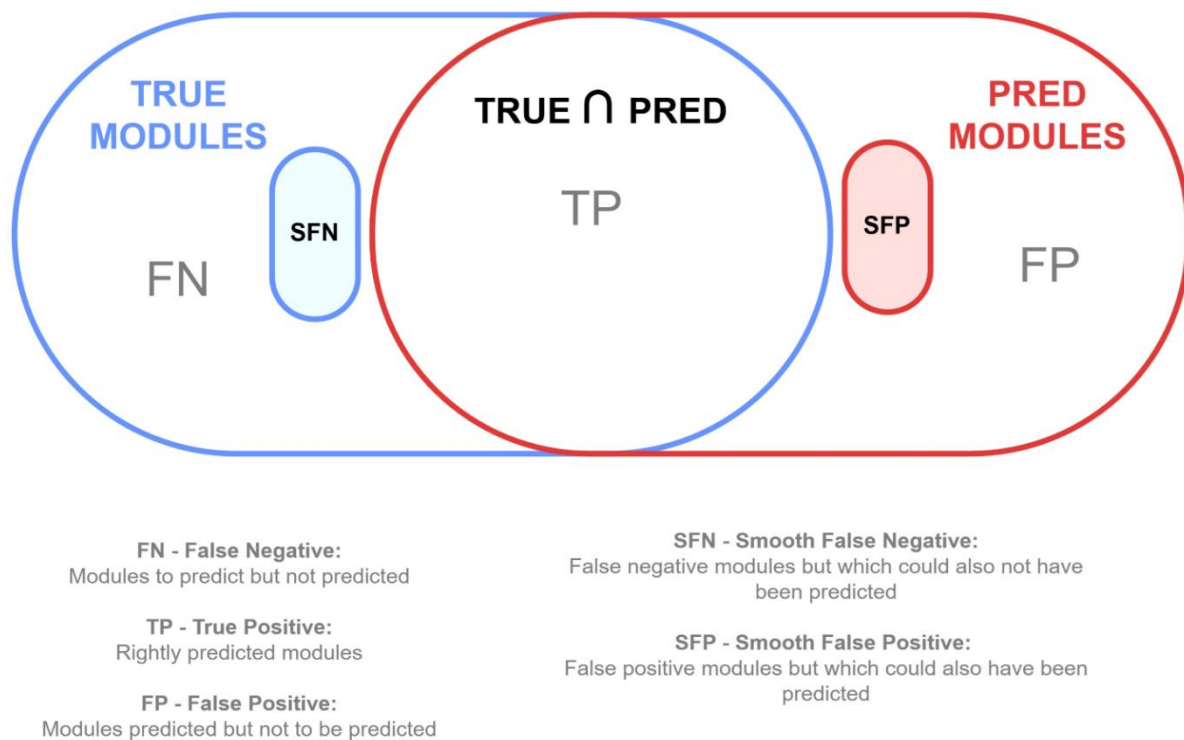 TRUE
MODULES
TRUE ∩ PRED
PRED
MODULES
SFN
TP
SFP
FN
FP
FN - False Negative:
Modules to predict but not predicted
TP - True Positive:
Rightly predicted modules
FP - False Positive:
Modules predicted but not to be predicted
SFN - Smooth False Negative:
False negative modules but which could also not have
been predicted
SFP - Smooth False Positive:
False positive modules but which could also have been
predicted